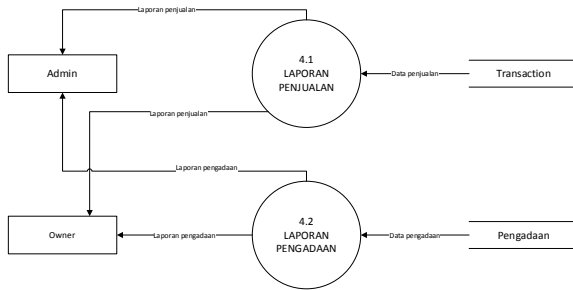 Laporan penjualan
Admin
4.1
LAPORAN
PENJUALAN
Data penjualan
Transaction
Laporan penjualan
Laporan pengadaan
Owner
Laporan pengadaan
4.2
LAPORAN
PENGADAAN
Data pengadaan
Pengadaan